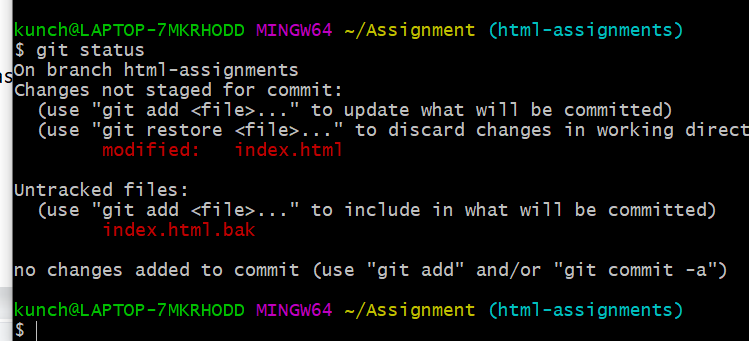 kunch@LAPTOP-7MKRHODD MINGW64 ~/Assignment (html-assignments)
$ git status
On branch html-assignments
Changes not staged for commit:
  (use "git add <file>..." to update what will be committed)
  (use "git restore <file>..." to discard changes in working direct
        modified:   index.html

Untracked files:
  (use "git add <file>..." to include in what will be committed)
        index.html.bak

no changes added to commit (use "git add" and/or "git commit -a")

kunch@LAPTOP-7MKRHODD MINGW64 ~/Assignment (html-assignments)
$